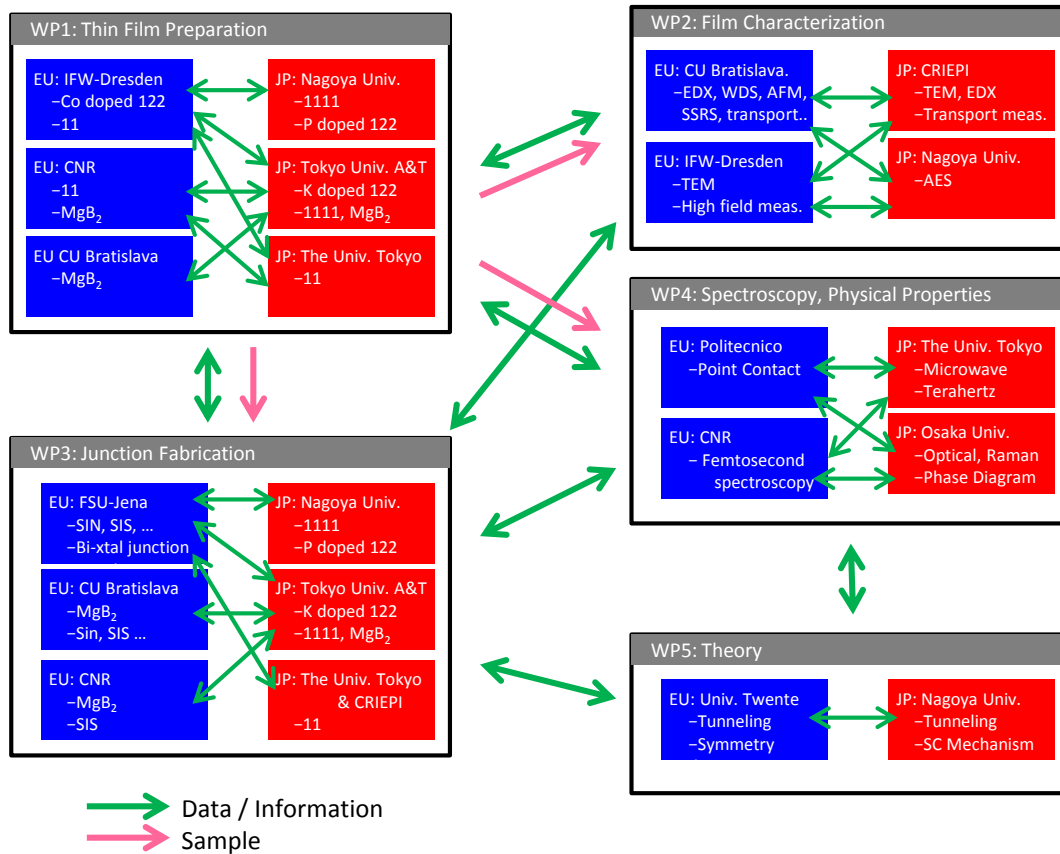 WP1: Thin Film Preparation
EU: IFW-Dresden
–Co doped 122
–11
JP: Nagoya Univ.
–1111
–P doped 122
EU: CNR
–11
–MgB₂
JP: Tokyo Univ. A&T
–K doped 122
–1111, MgB₂
EU CU Bratislava
–MgB₂
JP: The Univ. Tokyo
–11
WP2: Film Characterization
EU: CU Bratislava.
–EDX, WDS, AFM,
SSRS, transport..
JP: CRIEPI
–TEM, EDX
–Transport meas.
EU: IFW-Dresden
–TEM
–High field meas.
JP: Nagoya Univ.
–AES
WP4: Spectroscopy, Physical Properties
EU: Politecnico
–Point Contact
JP: The Univ. Tokyo
–Microwave
–Terahertz
EU: CNR
– Femtosecond
spectroscopy
JP: Osaka Univ.
–Optical, Raman
–Phase Diagram
WP3: Junction Fabrication
EU: FSU-Jena
–SIN, SIS, ...
–Bi-xtal junction
JP: Nagoya Univ.
–1111
–P doped 122
EU: CU Bratislava
–MgB₂
–Sin, SIS ...
JP: Tokyo Univ. A&T
–K doped 122
–1111, MgB₂
EU: CNR
–MgB₂
–SIS
JP: The Univ. Tokyo
& CRIEPI
–11
WP5: Theory
EU: Univ. Twente
–Tunneling
–Symmetry
JP: Nagoya Univ.
–Tunneling
–SC Mechanism
Data / Information
Sample